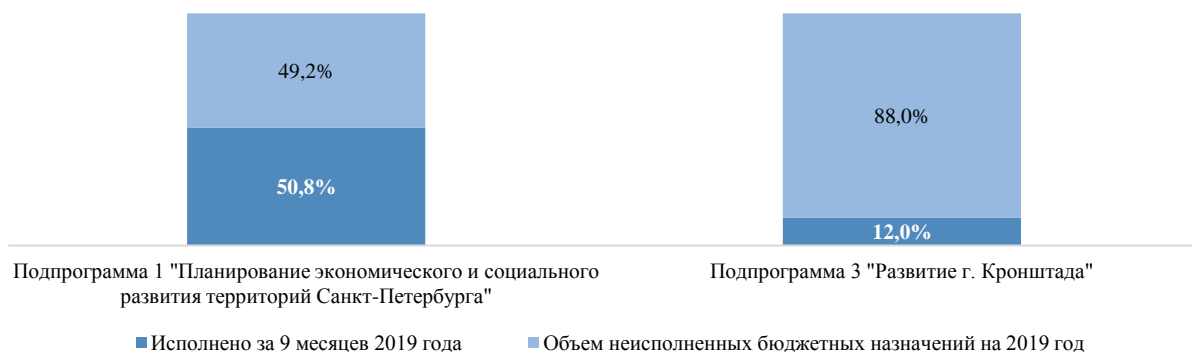 49,2%
88,0%
50,8%
12,0%
Подпрограмма 1 "Планирование экономического и социального
развития территорий Санкт-Петербурга"
Подпрограмма 3 "Развитие г. Кронштада"
Исполнено за 9 месяцев 2019 года
Объем неисполненных бюджетных назначений на 2019 год